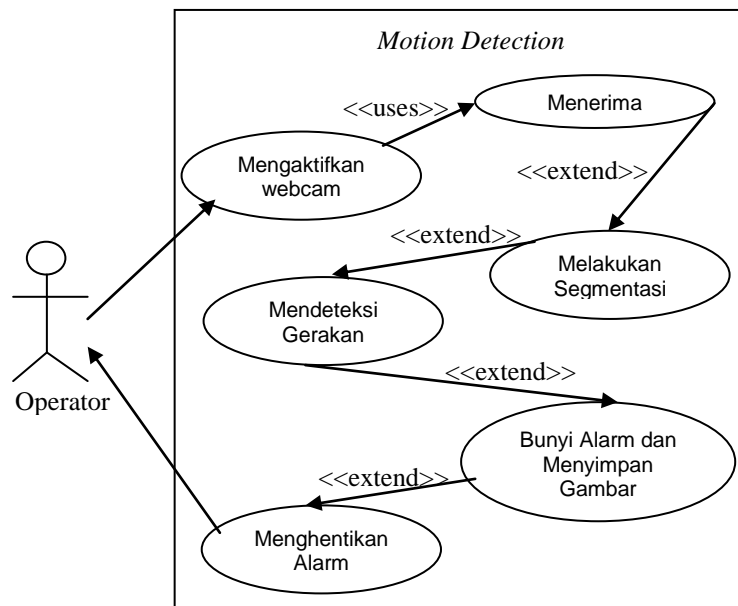 Motion Detection
<<uses>>
Menerima
Mengaktifkan
webcam
<<extend>>
<<extend>>
Melakukan
Segmentasi
Mendeteksi
Gerakan
<<extend>>
Operator
Bunyi Alarm dan
Menyimpan
Gambar
<<extend>>
Menghentikan
Alarm